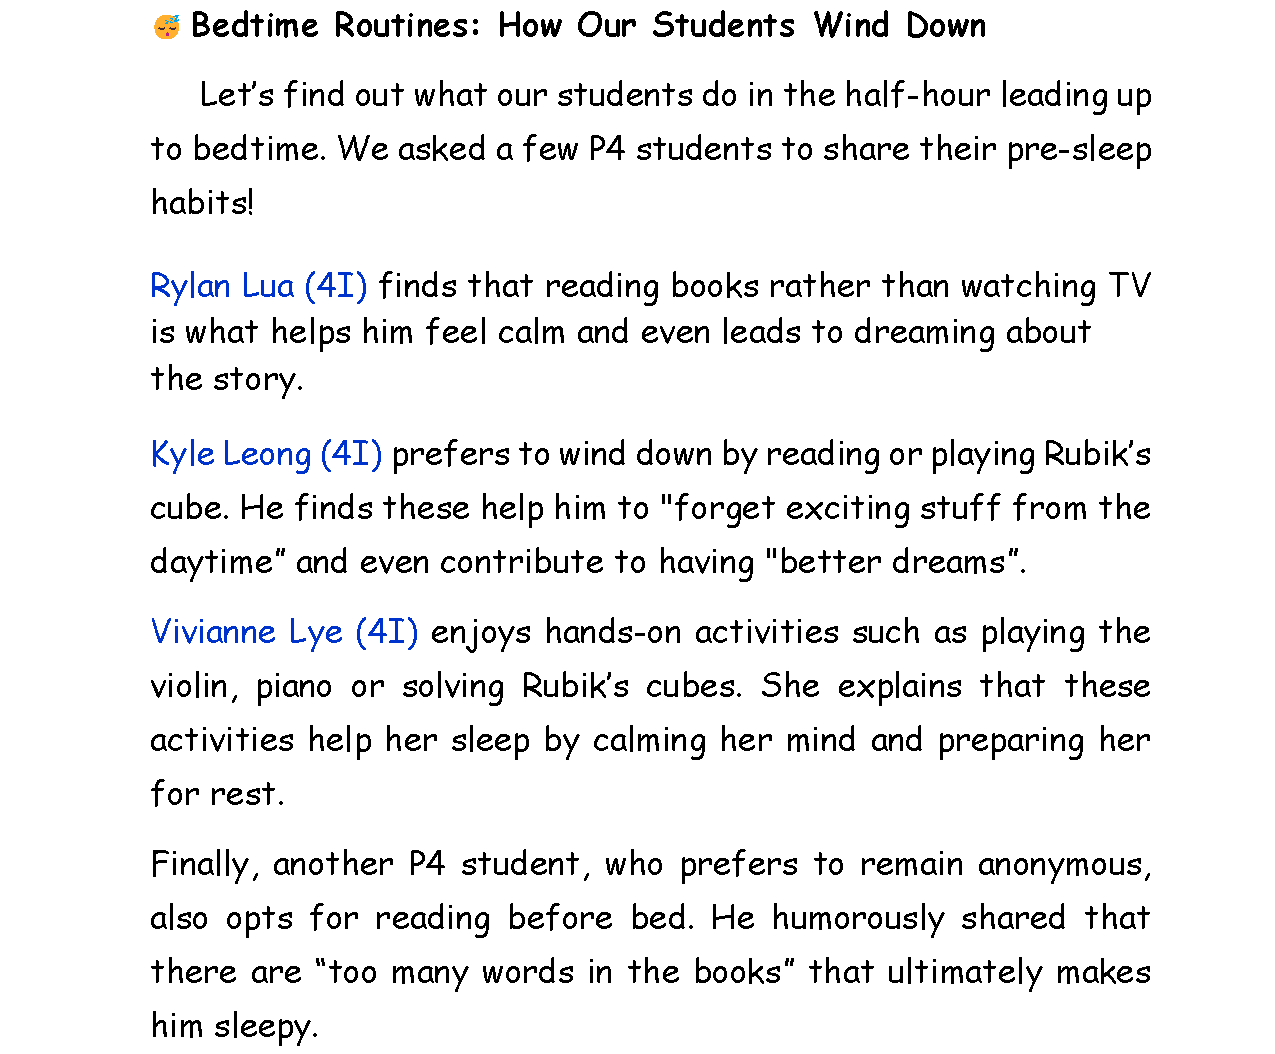 😴 Bedtime Routines: How Our Students Wind Down
Let’s find out what our students do in the half-hour leading up
to bedtime. We asked a few P4 students to share their pre-sleep
habits!
Rylan Lua (4I) finds that reading books rather than watching TV
is what helps him feel calm and even leads to dreaming about
the story.
Kyle Leong (4I) prefers to wind down by reading or playing Rubik’s
cube. He finds these help him to "forget exciting stuff from the
daytime” and even contribute to having "better dreams”.
Vivianne Lye (4I) enjoys hands-on activities such as playing the
violin, piano or solving Rubik’s cubes. She explains that these
activities help her sleep by calming her mind and preparing her
for rest.
Finally, another P4 student, who prefers to remain anonymous,
also opts for reading before bed. He humorously shared that
there are “too many words in the books” that ultimately makes
him sleepy.